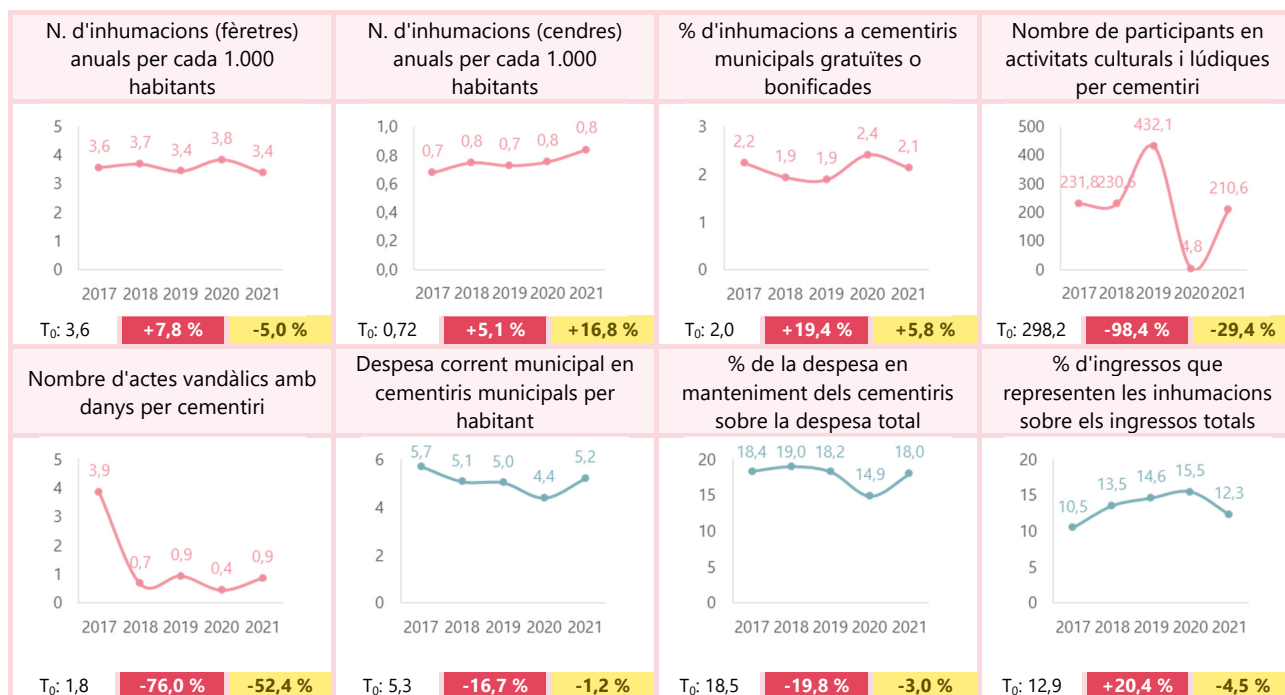 N. d'inhumacions (fèretres)
anuals per cada 1.000
habitants
5
4
3
2
1
0
3,6
3,7
3,4
3,8
3,4
2017 2018 2019 2020 2021
T₀: 3,6 +7,8 % -5,0 %
N. d'inhumacions (cendres)
anuals per cada 1.000
habitants
1,0
0,8
0,6
0,4
0,2
0,0
0,7
0,8
0,7
0,8
0,8
2017 2018 2019 2020 2021
T₀: 0,72 +5,1 % +16,8 %
% d'inhumacions a cementiris
municipals gratuïtes o
bonificades
3
2
1
0
2,2
1,9
1,9
2,4
2,1
2017 2018 2019 2020 2021
T₀: 2,0 +19,4 % +5,8 %
Nombre de participants en
activitats culturals i lúdiques
per cementiri
500
400
300
200
100
0
231,8
230,6
432,1
4,8
210,6
2017 2018 2019 2020 2021
T₀: 298,2 -98,4 % -29,4 %
Nombre d'actes vandàlics amb
danys per cementiri
5
4
3
2
1
0
3,9
0,7
0,9
0,4
0,9
2017 2018 2019 2020 2021
T₀: 1,8 -76,0 % -52,4 %
Despesa corrent municipal en
cementiris municipals per
habitant
6
4
2
0
5,7
5,1
5,0
4,4
5,2
2017 2018 2019 2020 2021
T₀: 5,3 -16,7 % -1,2 %
% de la despesa en
manteniment dels cementiris
sobre la despesa total
20
15
10
5
0
18,4
19,0
18,2
14,9
18,0
2017 2018 2019 2020 2021
T₀: 18,5 -19,8 % -3,0 %
% d'ingressos que
representen les inhumacions
sobre els ingressos totals
20
15
10
5
0
10,5
13,5
14,6
15,5
12,3
2017 2018 2019 2020 2021
T₀: 12,9 +20,4 % -4,5 %